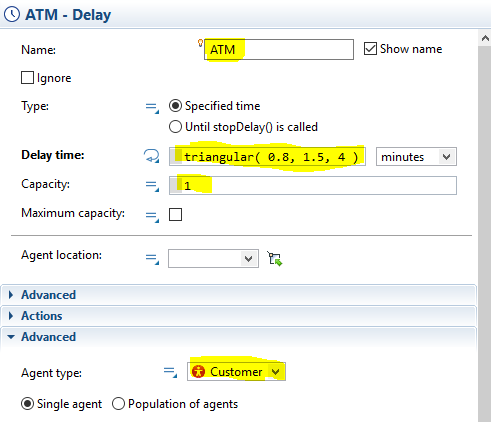 ATM - Delay
Name: ATM Show name
Ignore
Type: Specified time
Until stopDelay() is called
Delay time: triangular( 0.8, 1.5, 4 ) minutes
Capacity: 1
Maximum capacity:
Agent location:
Advanced
Actions
Advanced
Agent type: Customer
Single agent Population of agents